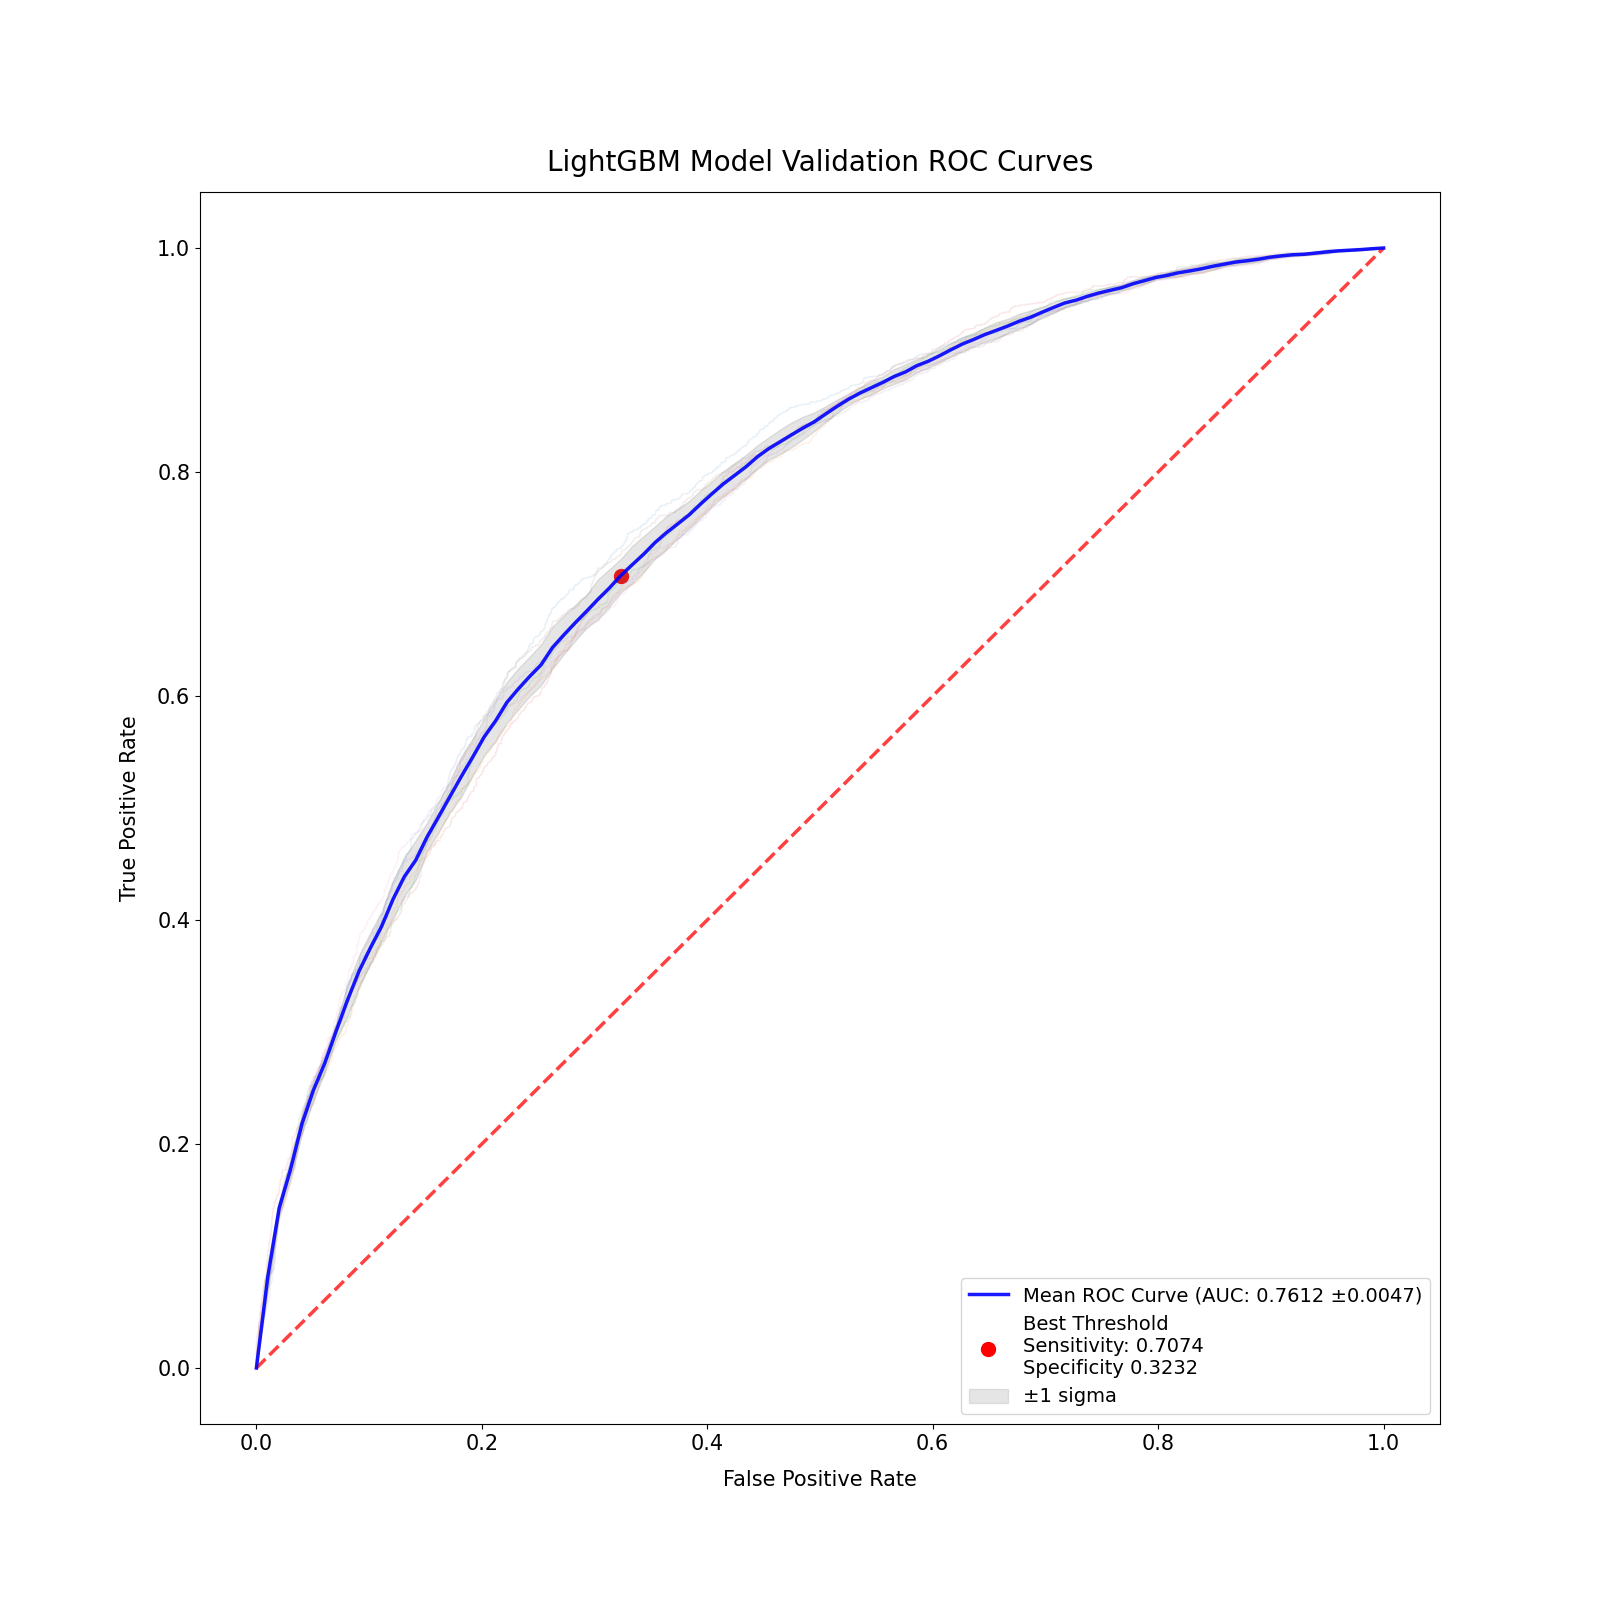 LightGBM Model Validation ROC Curves
1.0
0.8
0.6
0.4
0.2
0.0
True Positive Rate
0.0 0.2 0.4 0.6 0.8 1.0
False Positive Rate
Mean ROC Curve (AUC: 0.7612 ±0.0047)
Best Threshold
Sensitivity: 0.7074
Specificity 0.3232
±1 sigma